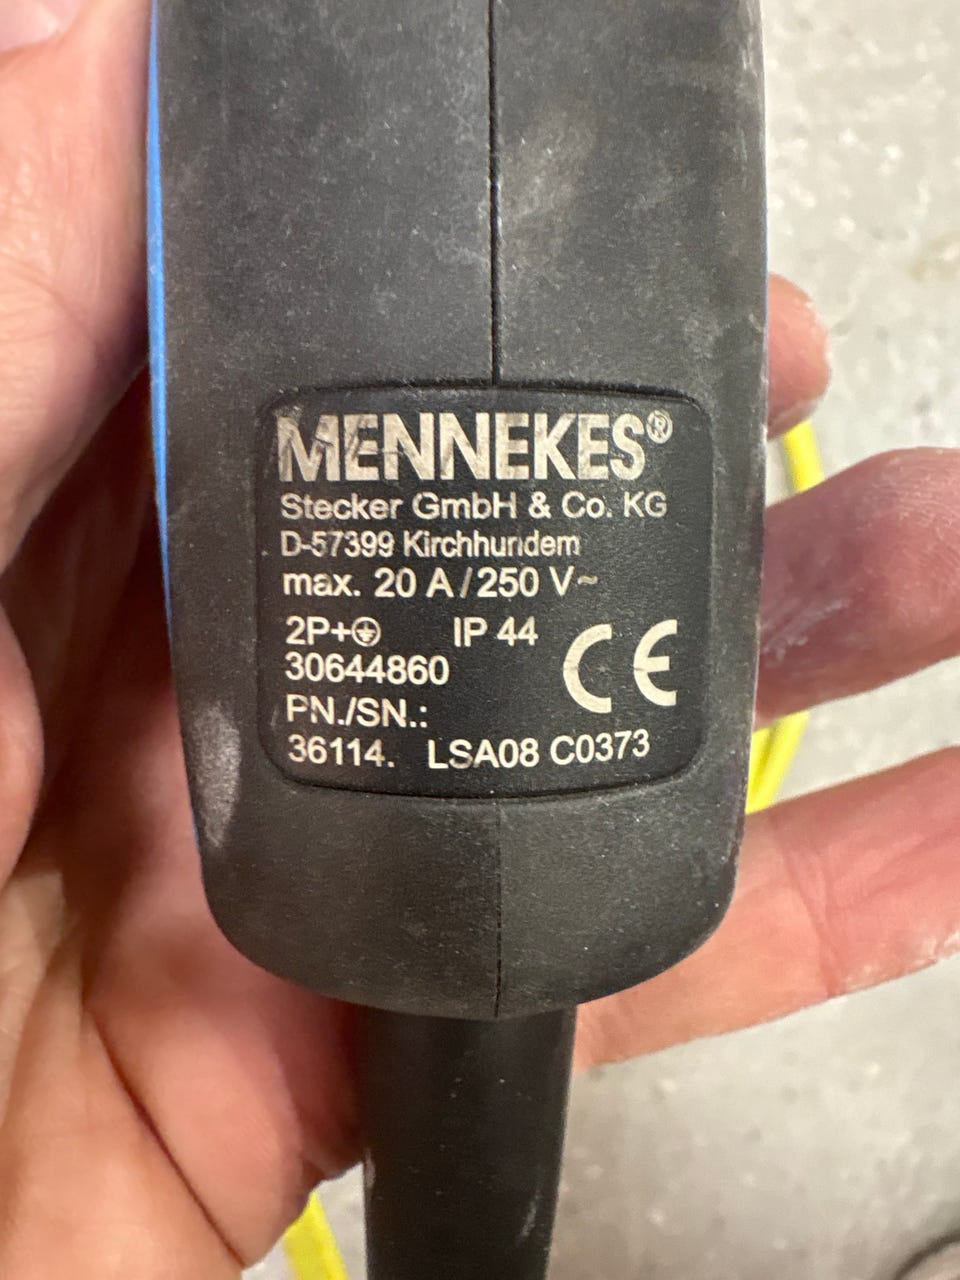 MENNEKES®
Stecker GmbH & Co. KG
D-57399 Kirchhundem
max. 20 A / 250 V~
2P+⏚ IP 44
30644860 CE
PN./SN.:
36114. LSA08 C0373